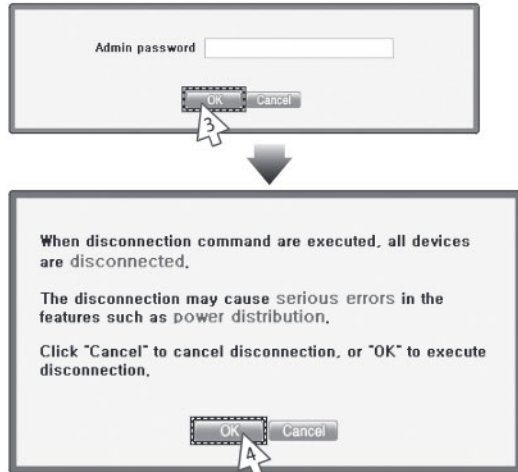 Admin password
OK Cancel
3
When disconnection command are executed, all devices
are disconnected.
The disconnection may cause serious errors in the
features such as power distribution.
Click "Cancel" to cancel disconnection, or "OK" to execute
disconnection.
OK Cancel
4